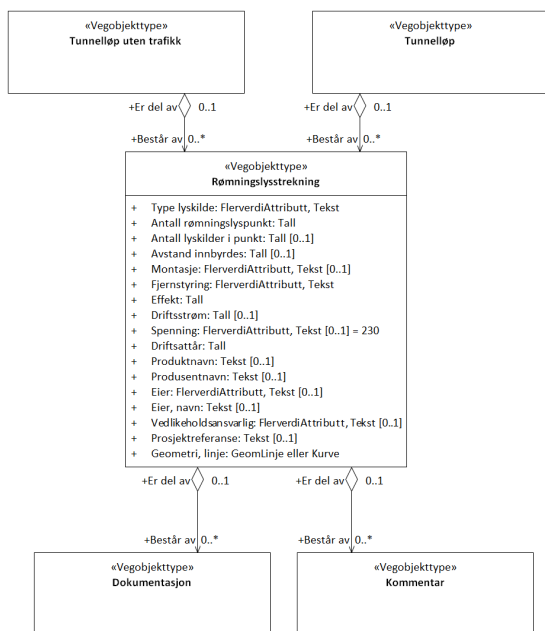 «Vegobjekttype»
Tunnelløp uten trafikk
«Vegobjekttype»
Tunnelløp
+Er del av 0..1
+Er del av 0..1
+Består av 0..*
+Består av 0..*
«Vegobjekttype»
Rømningslysstrekning
+ Type lyskilde: FlerverdiAttributt, Tekst
+ Antall rømningslyspunkt: Tall
+ Antall lyskilder i punkt: Tall [0..1]
+ Avstand innbyrdes: Tall [0..1]
+ Montasje: FlerverdiAttributt, Tekst [0..1]
+ Fjernstyring: FlerverdiAttributt, Tekst
+ Effekt: Tall
+ Driftsstrøm: Tall [0..1]
+ Spenning: FlerverdiAttributt, Tekst [0..1] = 230
+ Driftsattår: Tall
+ Produktnavn: Tekst [0..1]
+ Produsentnavn: Tekst [0..1]
+ Eier: FlerverdiAttributt, Tekst [0..1]
+ Eier, navn: Tekst [0..1]
+ Vedlikeholdsansvarlig: FlerverdiAttributt, Tekst [0..1]
+ Prosjektreferanse: Tekst [0..1]
+ Geometri, linje: GeomLinje eller Kurve
+Er del av 0..1
+Er del av 0..1
+Består av 0..*
+Består av 0..*
«Vegobjekttype»
Dokumentasjon
«Vegobjekttype»
Kommentar